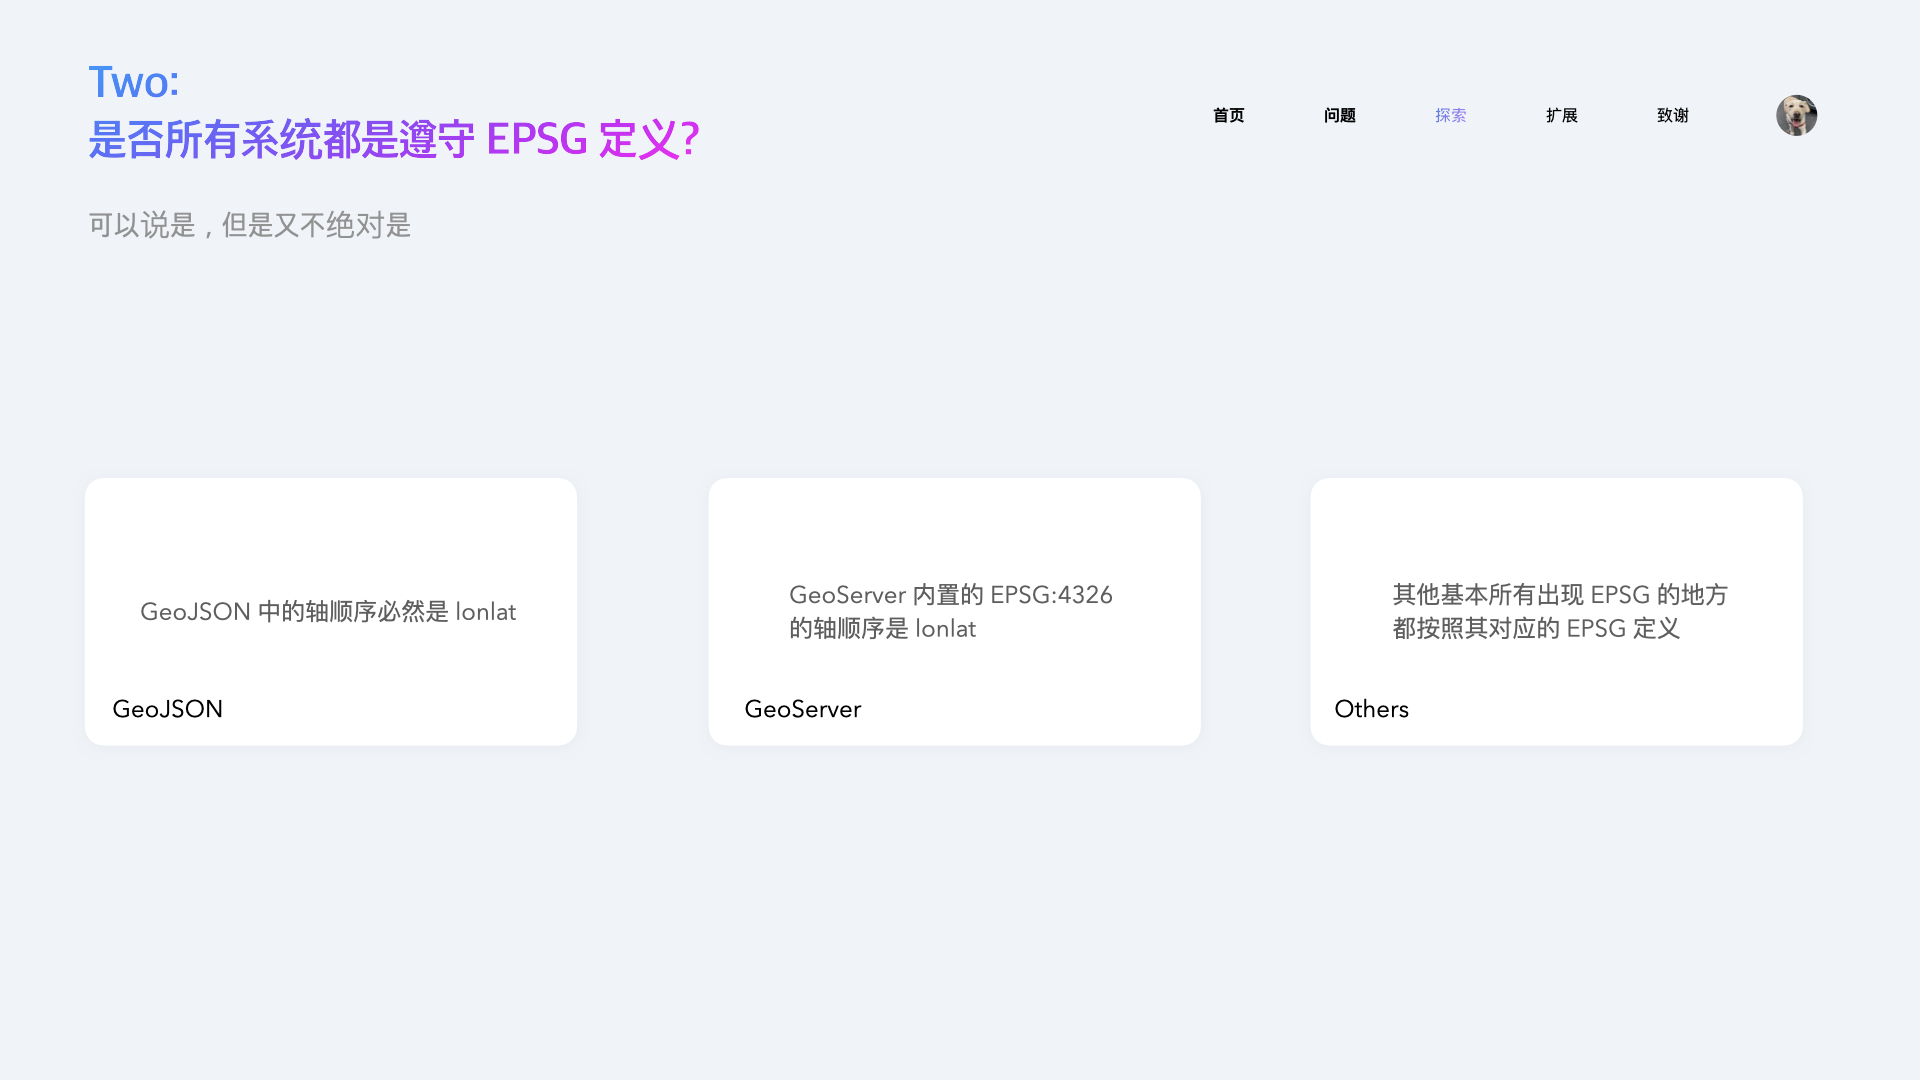 Two:
是否所有系统都是遵守 EPSG 定义?
首页
问题
探索
扩展
致谢
可以说是，但是又不绝对是
GeoJSON 中的轴顺序必然是 lonlat
GeoJSON
GeoServer 内置的 EPSG:4326
的轴顺序是 lonlat
GeoServer
其他基本所有出现 EPSG 的地方
都按照其对应的 EPSG 定义
Others